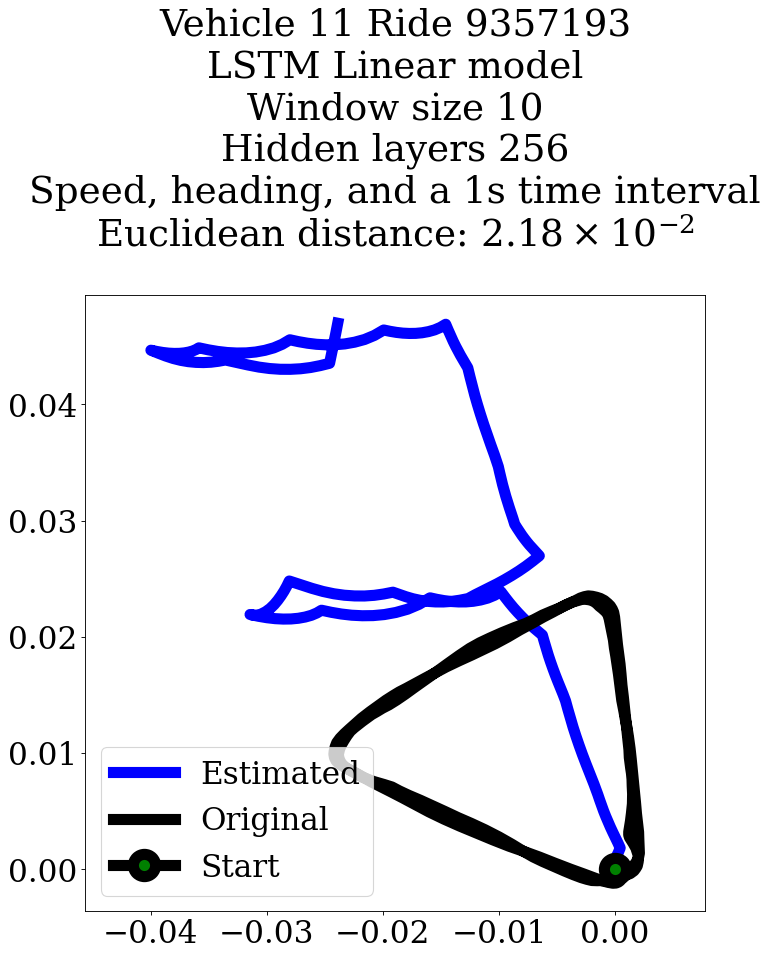 Vehicle 11 Ride 9357193
LSTM Linear model
Window size 10
Hidden layers 256
Speed, heading, and a 1s time interval
Euclidean distance: 2.18 × 10⁻²
0.04
0.03
0.02
0.01
0.00
Estimated
Original
Start
−0.04 −0.03 −0.02 −0.01 0.00